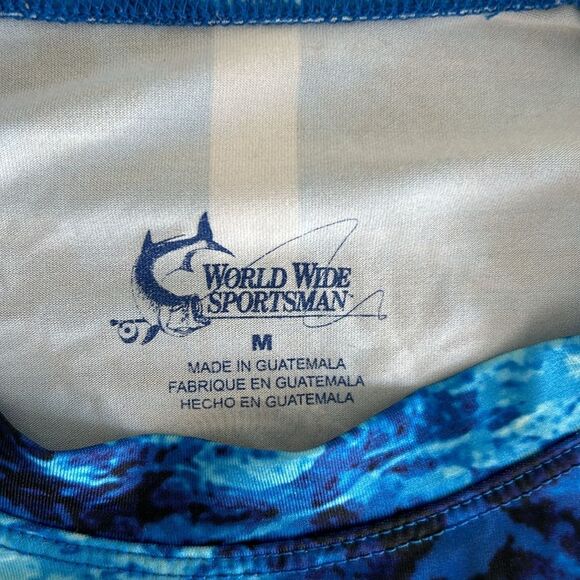 WORLD WIDE
SPORTSMAN
M
MADE IN GUATEMALA
FABRIQUE EN GUATEMALA
HECHO EN GUATEMALA